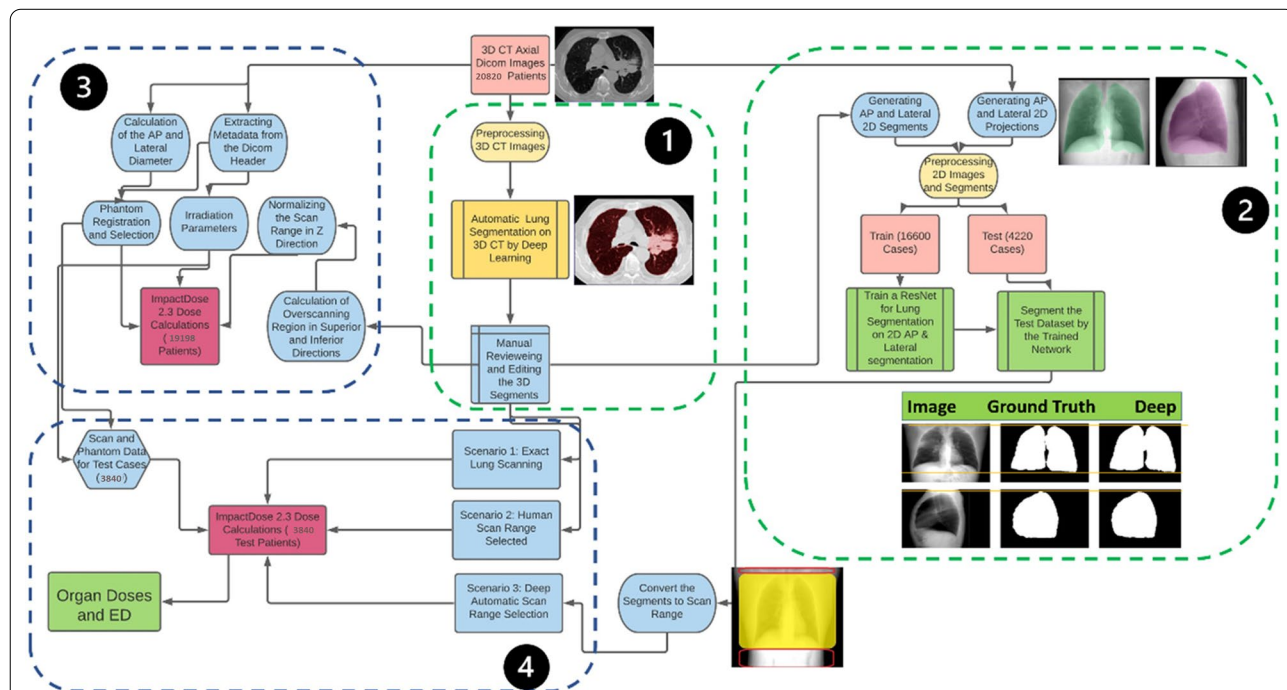 3D CT Axial
Dicom Images
20820 Patients
3
Calculation
of the AP and
Lateral
Diameter
Extracting
Metadata from
the Dicom
Header
Phantom
Registration
and Selection
Irradiation
Parameters
Normalizing
the Scan
Range in Z
Direction
ImpactDose
2.3 Dose
Calculations
( 19198
Patients)
Calculation of
Overscanning
Region in Superior
and Inferior
Directions
1
Preprocessing
3D CT Images
Automatic Lung
Segmentation on
3D CT by Deep
Learning
Manual
Revieweing
and Editing
the 3D
Segments
2
Generating
AP and Lateral
2D Segments
Generating AP
and Lateral 2D
Projections
Preprocessing
2D Images
and Segments
Train (16600
Cases)
Test (4220
Cases)
Train a ResNet
for Lung
Segmentation
on 2D AP &
Lateral
segmentation
Segment the
Test Dataset by
the Trained
Network
Image Ground Truth Deep
Scan and
Phantom Data
for Test Cases
(3840)
Scenario 1: Exact
Lung Scanning
ImpactDose 2.3 Dose
Calculations ( 3840
Test Patients)
Scenario 2: Human
Scan Range
Selected
Scenario 3: Deep
Automatic Scan
Range Selection
Organ Doses
and ED
4
Convert the
Segments to Scan
Range